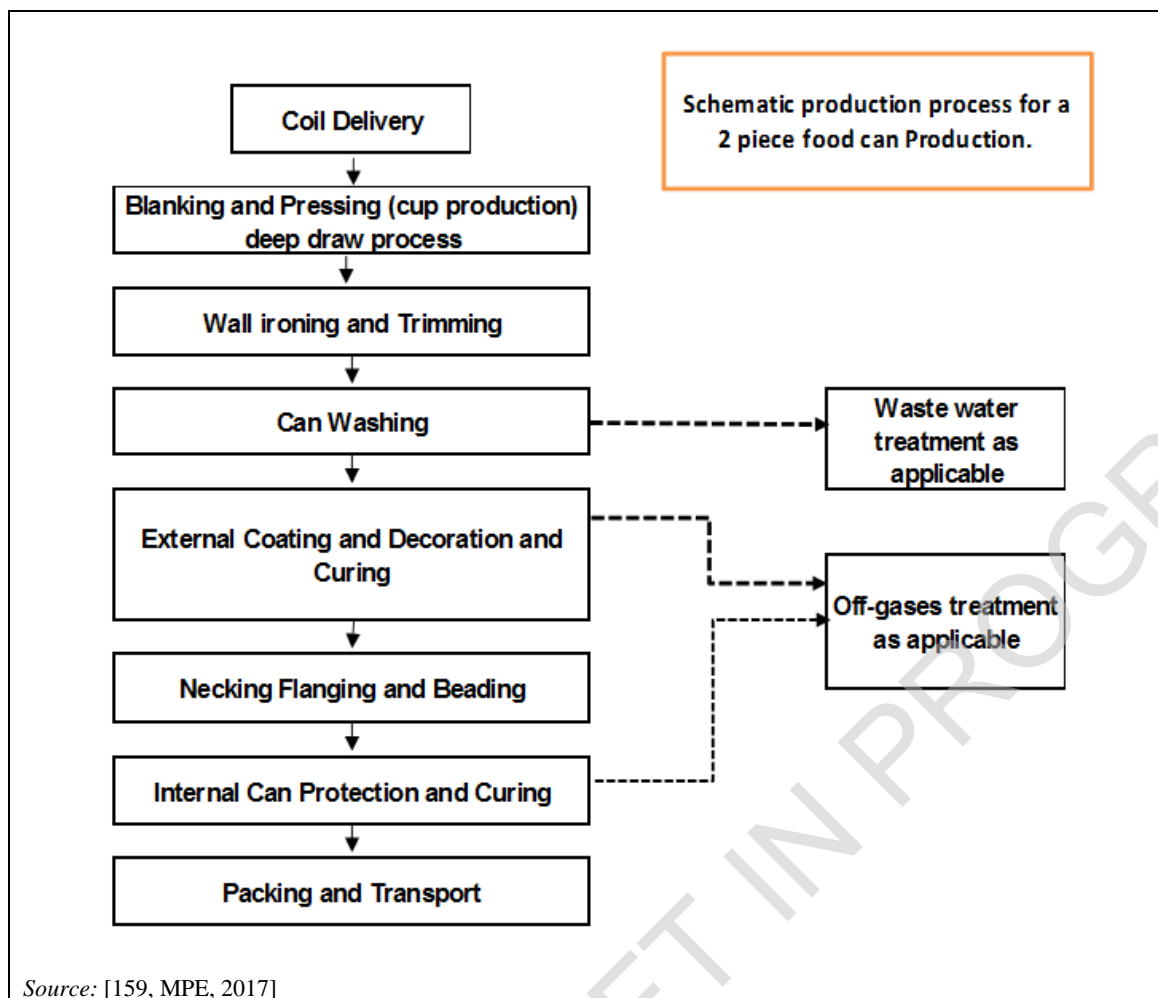 Schematic production process for a
2 piece food can Production.
Coil Delivery
Blanking and Pressing (cup production)
deep draw process
Wall ironing and Trimming
Can Washing
Waste water
treatment as
applicable
External Coating and Decoration and
Curing
Off-gases treatment
as applicable
Necking Flanging and Beading
Internal Can Protection and Curing
Packing and Transport
Source: [159, MPE, 2017]
IN